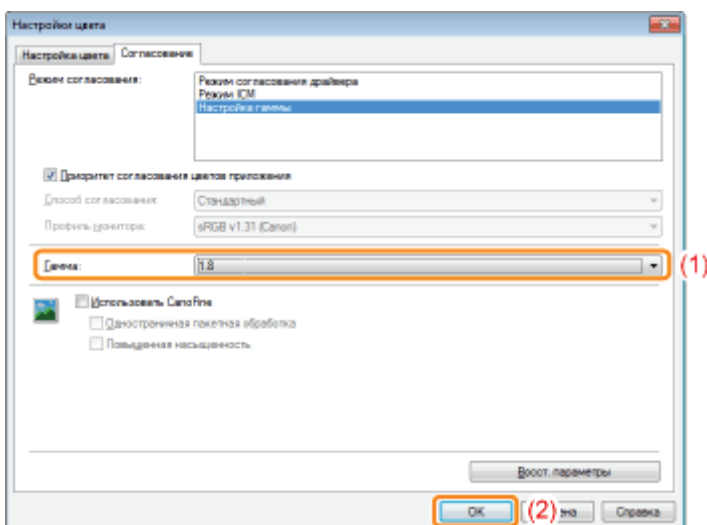 Настройки цвета
Настройка цвета Согласование
Режим согласования:
Режим согласования драйвера
Режим ICM
Настройка гаммы
Приоритет согласования цветов приложения
Способ согласования: Стандартный
Профиль монитора: sRGB v1.31 (Canon)
Гамма: 1.8 (1)
Использовать Canofine
Одностраничная пакетная обработка
Повышенная насыщенность
Восст. параметры
OK (2) на Справка